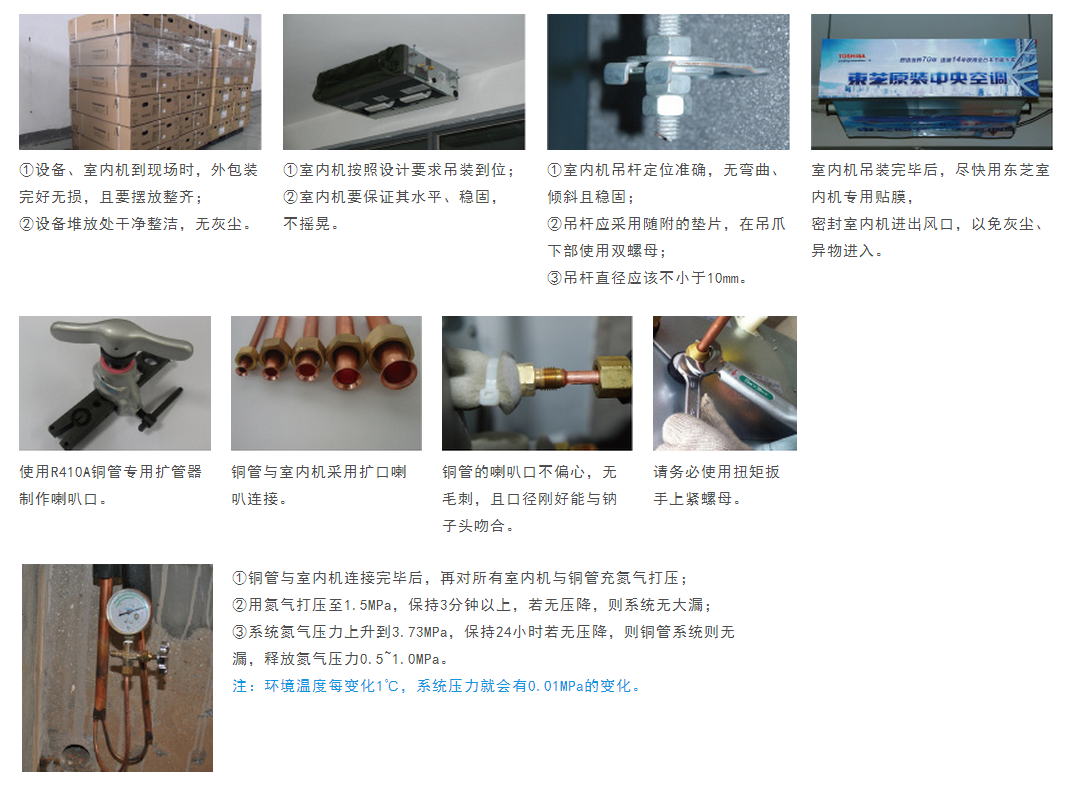 TOSHIBA
東芝原装中央空调
①设备、室内机到现场时，外包装
完好无损，且要摆放整齐；
②设备堆放处干净整洁，无灰尘。
①室内机按照设计要求吊装到位；
②室内机要保证其水平、稳固，
不摇晃。
①室内机吊杆定位准确，无弯曲、
倾斜且稳固；
②吊杆应采用随附的垫片，在吊爪
下部使用双螺母；
③吊杆直径应该不小于10mm。
室内机吊装完毕后，尽快用东芝室
内机专用贴膜，
密封室内机进出风口，以免灰尘、
异物进入。
使用R410A铜管专用扩管器
制作喇叭口。
铜管与室内机采用扩口喇
叭连接。
铜管的喇叭口不偏心，无
毛刺，且口径刚好能与钠
子头吻合。
请务必使用扭矩扳
手上紧螺母。
①铜管与室内机连接完毕后，再对所有室内机与铜管充氮气打压；
②用氮气打压至1.5MPa，保持3分钟以上，若无压降，则系统无大漏；
③系统氮气压力上升到3.73MPa，保持24小时若无压降，则铜管系统则无
漏，释放氮气压力0.5~1.0MPa。
注：环境温度每变化1℃，系统压力就会有0.01MPa的变化。